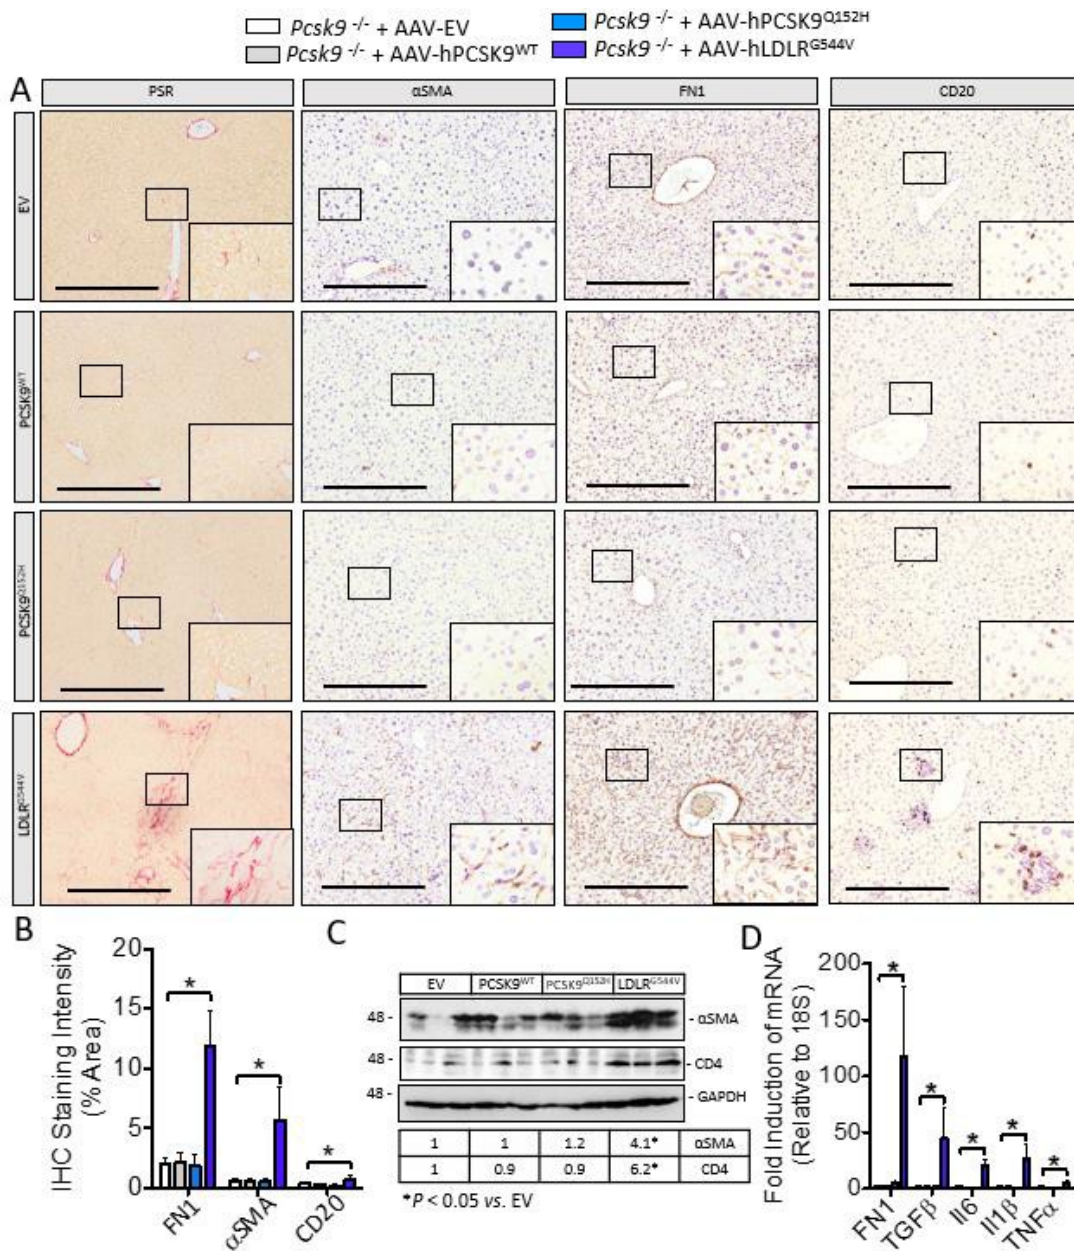 Pcsk9 -/- + AAV-EV
Pcsk9 -/- + AAV-hPCSK9Q152H
Pcsk9 -/- + AAV-hPCSK9WT
Pcsk9 -/- + AAV-hLDLRG544V
A
PSR
αSMA
FN1
CD20
EV
PCSK9WT
PCSK9Q152H
LDLRG544V
B
IHC Staining Intensity
(% Area)
20
15
10
5
0
*
*
*
FN1
αSMA
CD20
C
EV
PCSK9WT
PCSK9Q152H
LDLRG544V
48 -
- αSMA
48 -
- CD4
48 -
- GAPDH
1 1 1.2 4.1* αSMA
1 0.9 0.9 6.2* CD4
*P < 0.05 vs. EV
D
Fold Induction of mRNA
(Relative to 18S)
200
150
100
50
0
*
*
*
*
*
FN1
TGFβ
Il6
Il1β
TNFα